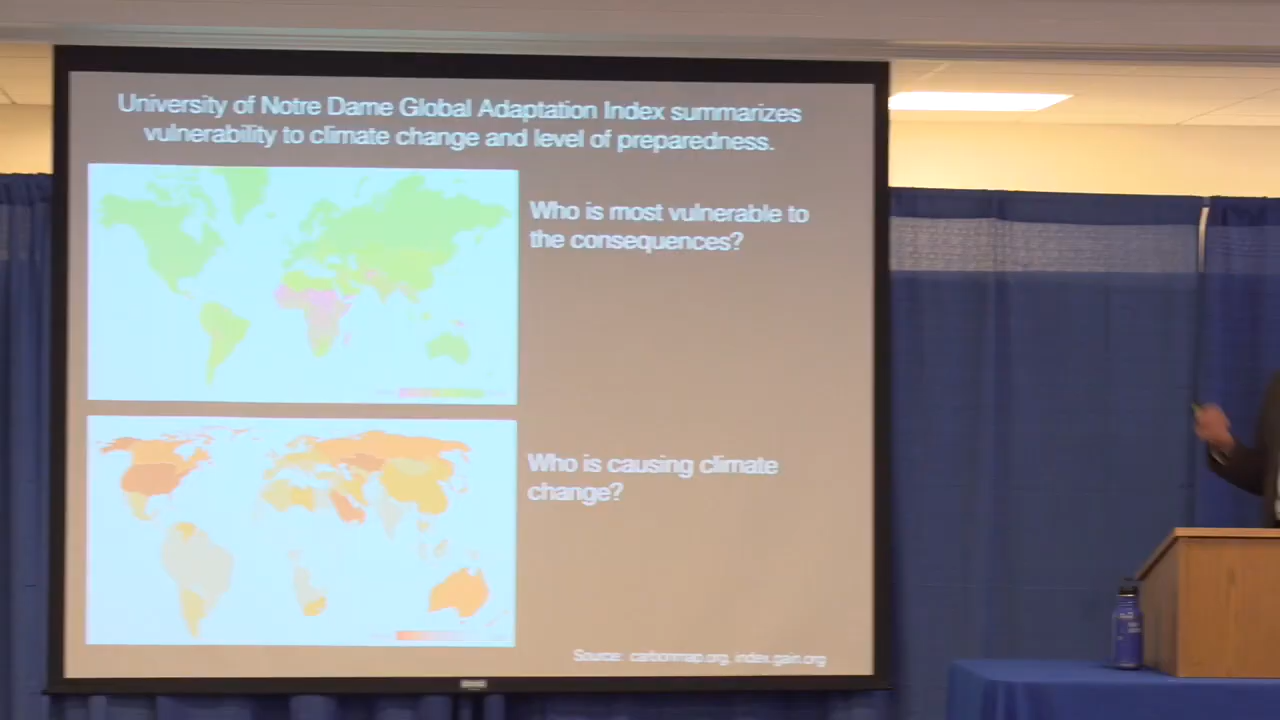 University of Notre Dame Global Adaptation Index summarizes
vulnerability to climate change and level of preparedness.
Who is most vulnerable to
the consequences?
Who is causing climate
change?
Source: carbonmap.org, index.gain.org